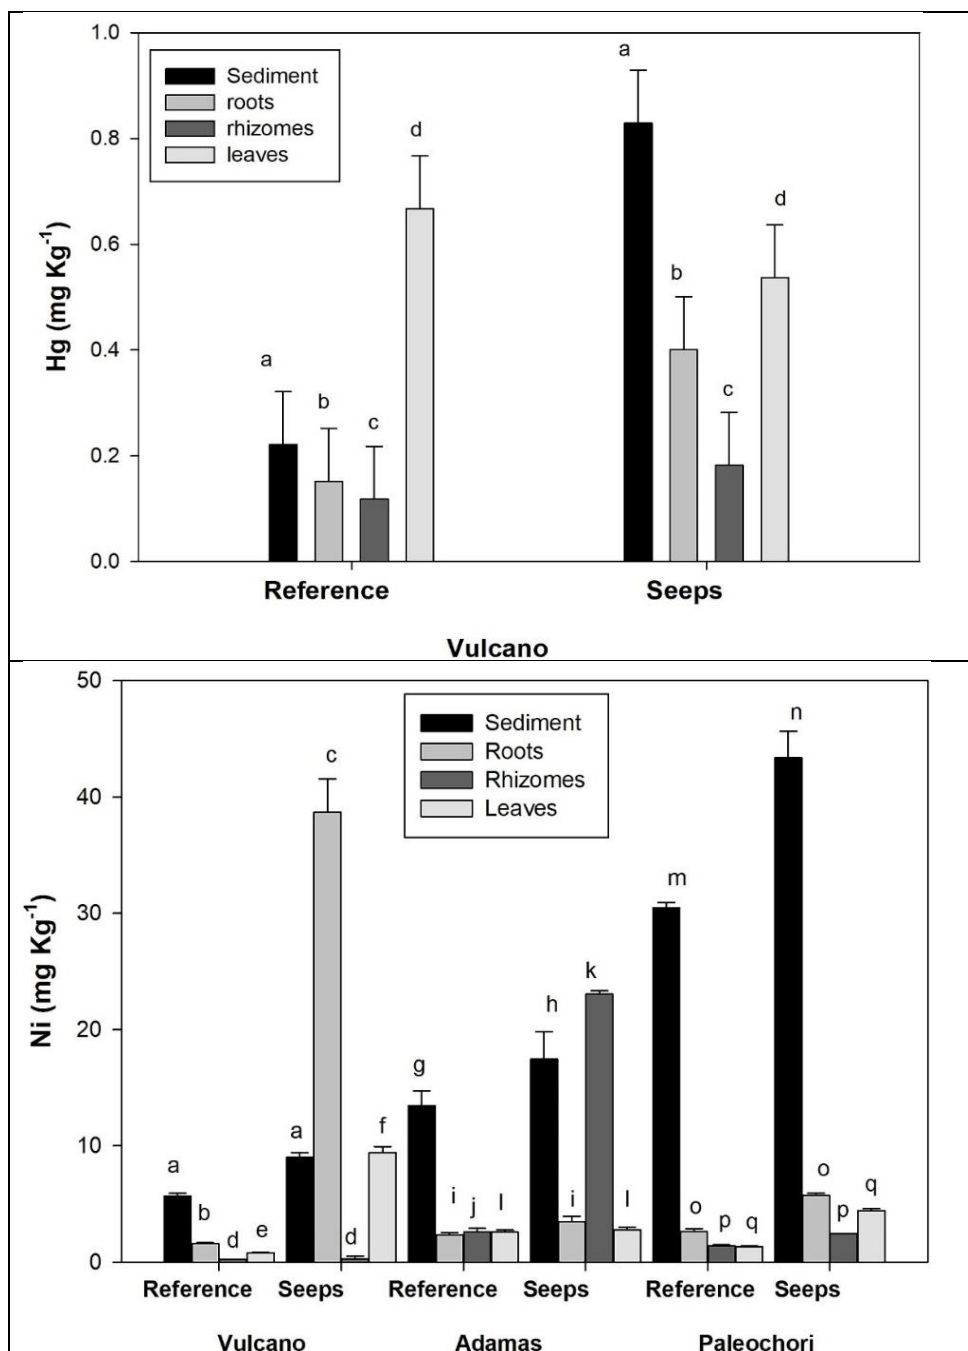 1.0
0.8
0.6
0.4
0.2
0.0
Hg (mg Kg-1)
Sediment
roots
rhizomes
leaves
a
b
c
d
a
b
c
d
Reference Seeps
Vulcano
50
40
30
20
10
0
Ni (mg Kg-1)
Sediment
Roots
Rhizomes
Leaves
a
b
d
e
a
c
d
f
g
i
j
l
h
i
k
l
m
o
p
q
n
o
p
q
Reference Seeps Reference Seeps Reference Seeps
Vulcano Adamas Paleochori